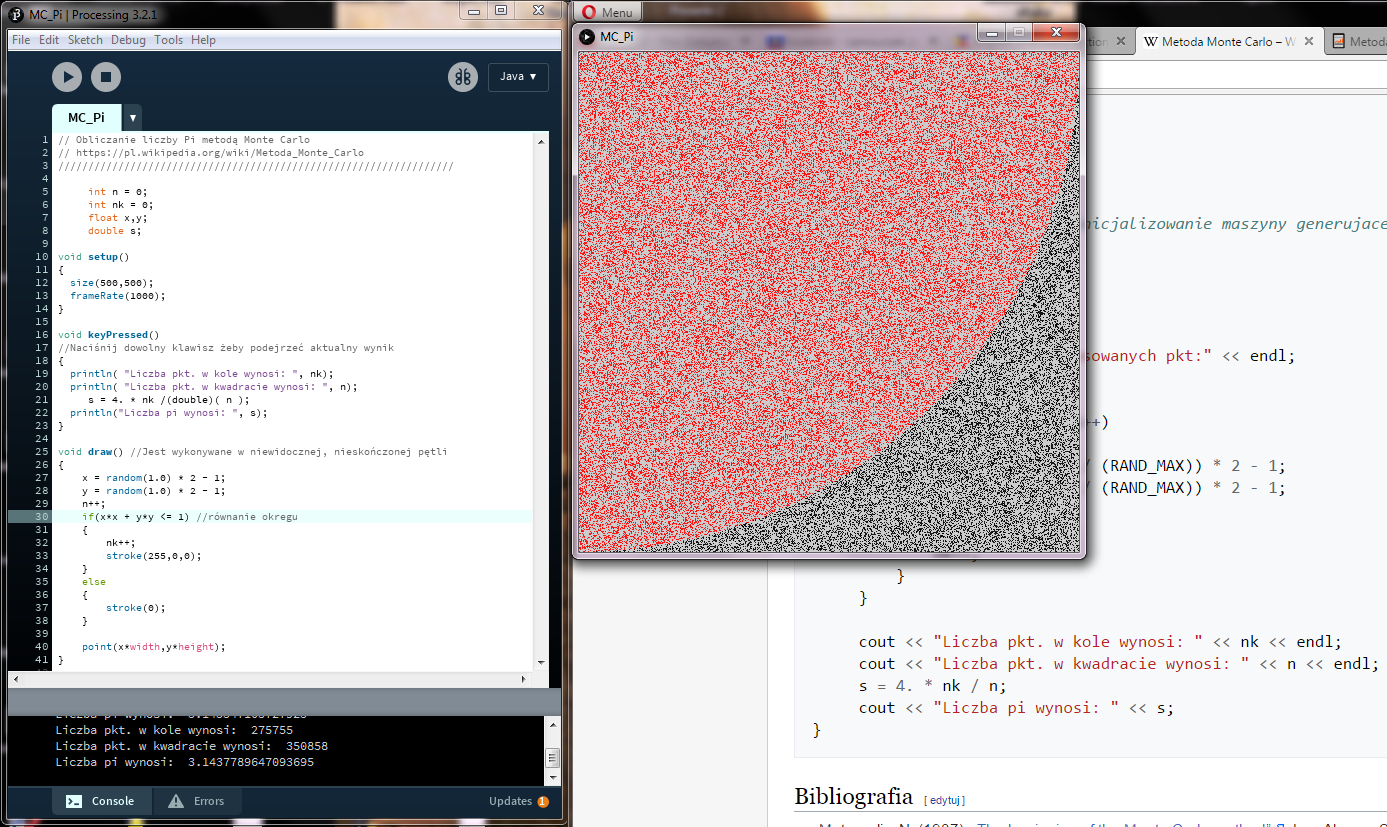 MC_Pi | Processing 3.2.1
File Edit Sketch Debug Tools Help
Java ▼
MC_Pi ▼
1 // Obliczanie liczby Pi metodą Monte Carlo
2 // https://pl.wikipedia.org/wiki/Metoda_Monte_Carlo
3 //////////////////////////////////////////////////////////////////
4
5 int n = 0;
6 int nk = 0;
7 float x,y;
8 double s;
9
10 void setup()
11 {
12 size(500,500);
13 frameRate(1000);
14 }
15
16 void keyPressed()
17 //Naciśnij dowolny klawisz żeby podejrzeć aktualny wynik
18 {
19 println( "Liczba pkt. w kole wynosi: ", nk);
20 println( "Liczba pkt. w kwadracie wynosi: ", n);
21 s = 4. * nk /(double)( n );
22 println("Liczba pi wynosi: ", s);
23 }
24
25 void draw() //Jest wykonywane w niewidocznej, nieskończonej pętli
26 {
27 x = random(1.0) * 2 - 1;
28 y = random(1.0) * 2 - 1;
29 n++;
30 if(x*x + y*y <= 1) //równanie okregu
31 {
32 nk++;
33 stroke(255,0,0);
34 }
35 else
36 {
37 stroke(0);
38 }
39
40 point(x*width,y*height);
41 }
Liczba pi wynosi:
Liczba pkt. w kole wynosi: 275755
Liczba pkt. w kwadracie wynosi: 350858
Liczba pi wynosi: 3.1437789647093695
Console Errors Updates 1
Menu
MC_Pi
Metoda Monte Carlo – W
Metoda
nicjalizowanie maszyny generujace
sowanych pkt:" << endl;
++)
/ (RAND_MAX)) * 2 - 1;
/ (RAND_MAX)) * 2 - 1;
}
}
cout << "Liczba pkt. w kole wynosi: " << nk << endl;
cout << "Liczba pkt. w kwadracie wynosi: " << n << endl;
s = 4. * nk / n;
cout << "Liczba pi wynosi: " << s;
}
Bibliografia [ edytuj ]